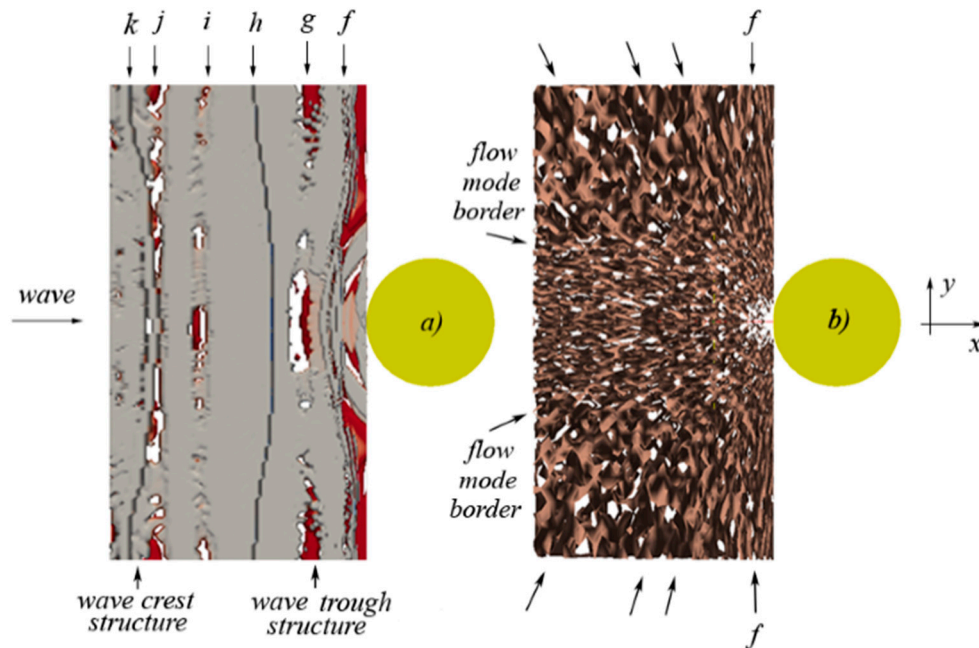 k j i h g f
f
flow
mode
border
wave
a)
b)
y
x
flow
mode
border
wave crest
structure
wave trough
structure
f